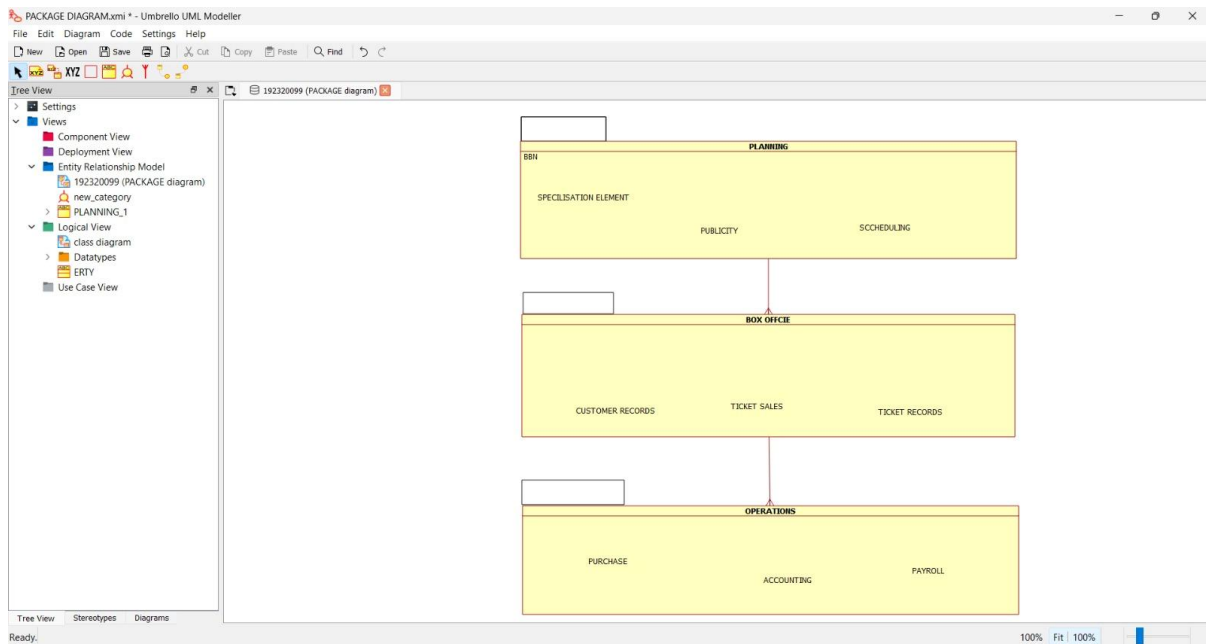 PACKAGE DIAGRAM.xmi * - Umbrello UML Modeller
File Edit Diagram Code Settings Help
New Open Save Cut Copy Paste Find
XYZ XYZ ABC
Tree View
192320099 (PACKAGE diagram)
Settings
Views
Component View
Deployment View
Entity Relationship Model
192320099 (PACKAGE diagram)
new_category
PLANNING_1
Logical View
class diagram
Datatypes
ERTY
Use Case View
PLANNING
BBN
SPECILISATION ELEMENT
PUBLICITY
SCCHEDULING
BOX OFFCIE
CUSTOMER RECORDS
TICKET SALES
TICKET RECORDS
OPERATIONS
PURCHASE
ACCOUNTING
PAYROLL
Tree View Stereotypes Diagrams
Ready.
100% Fit 100%